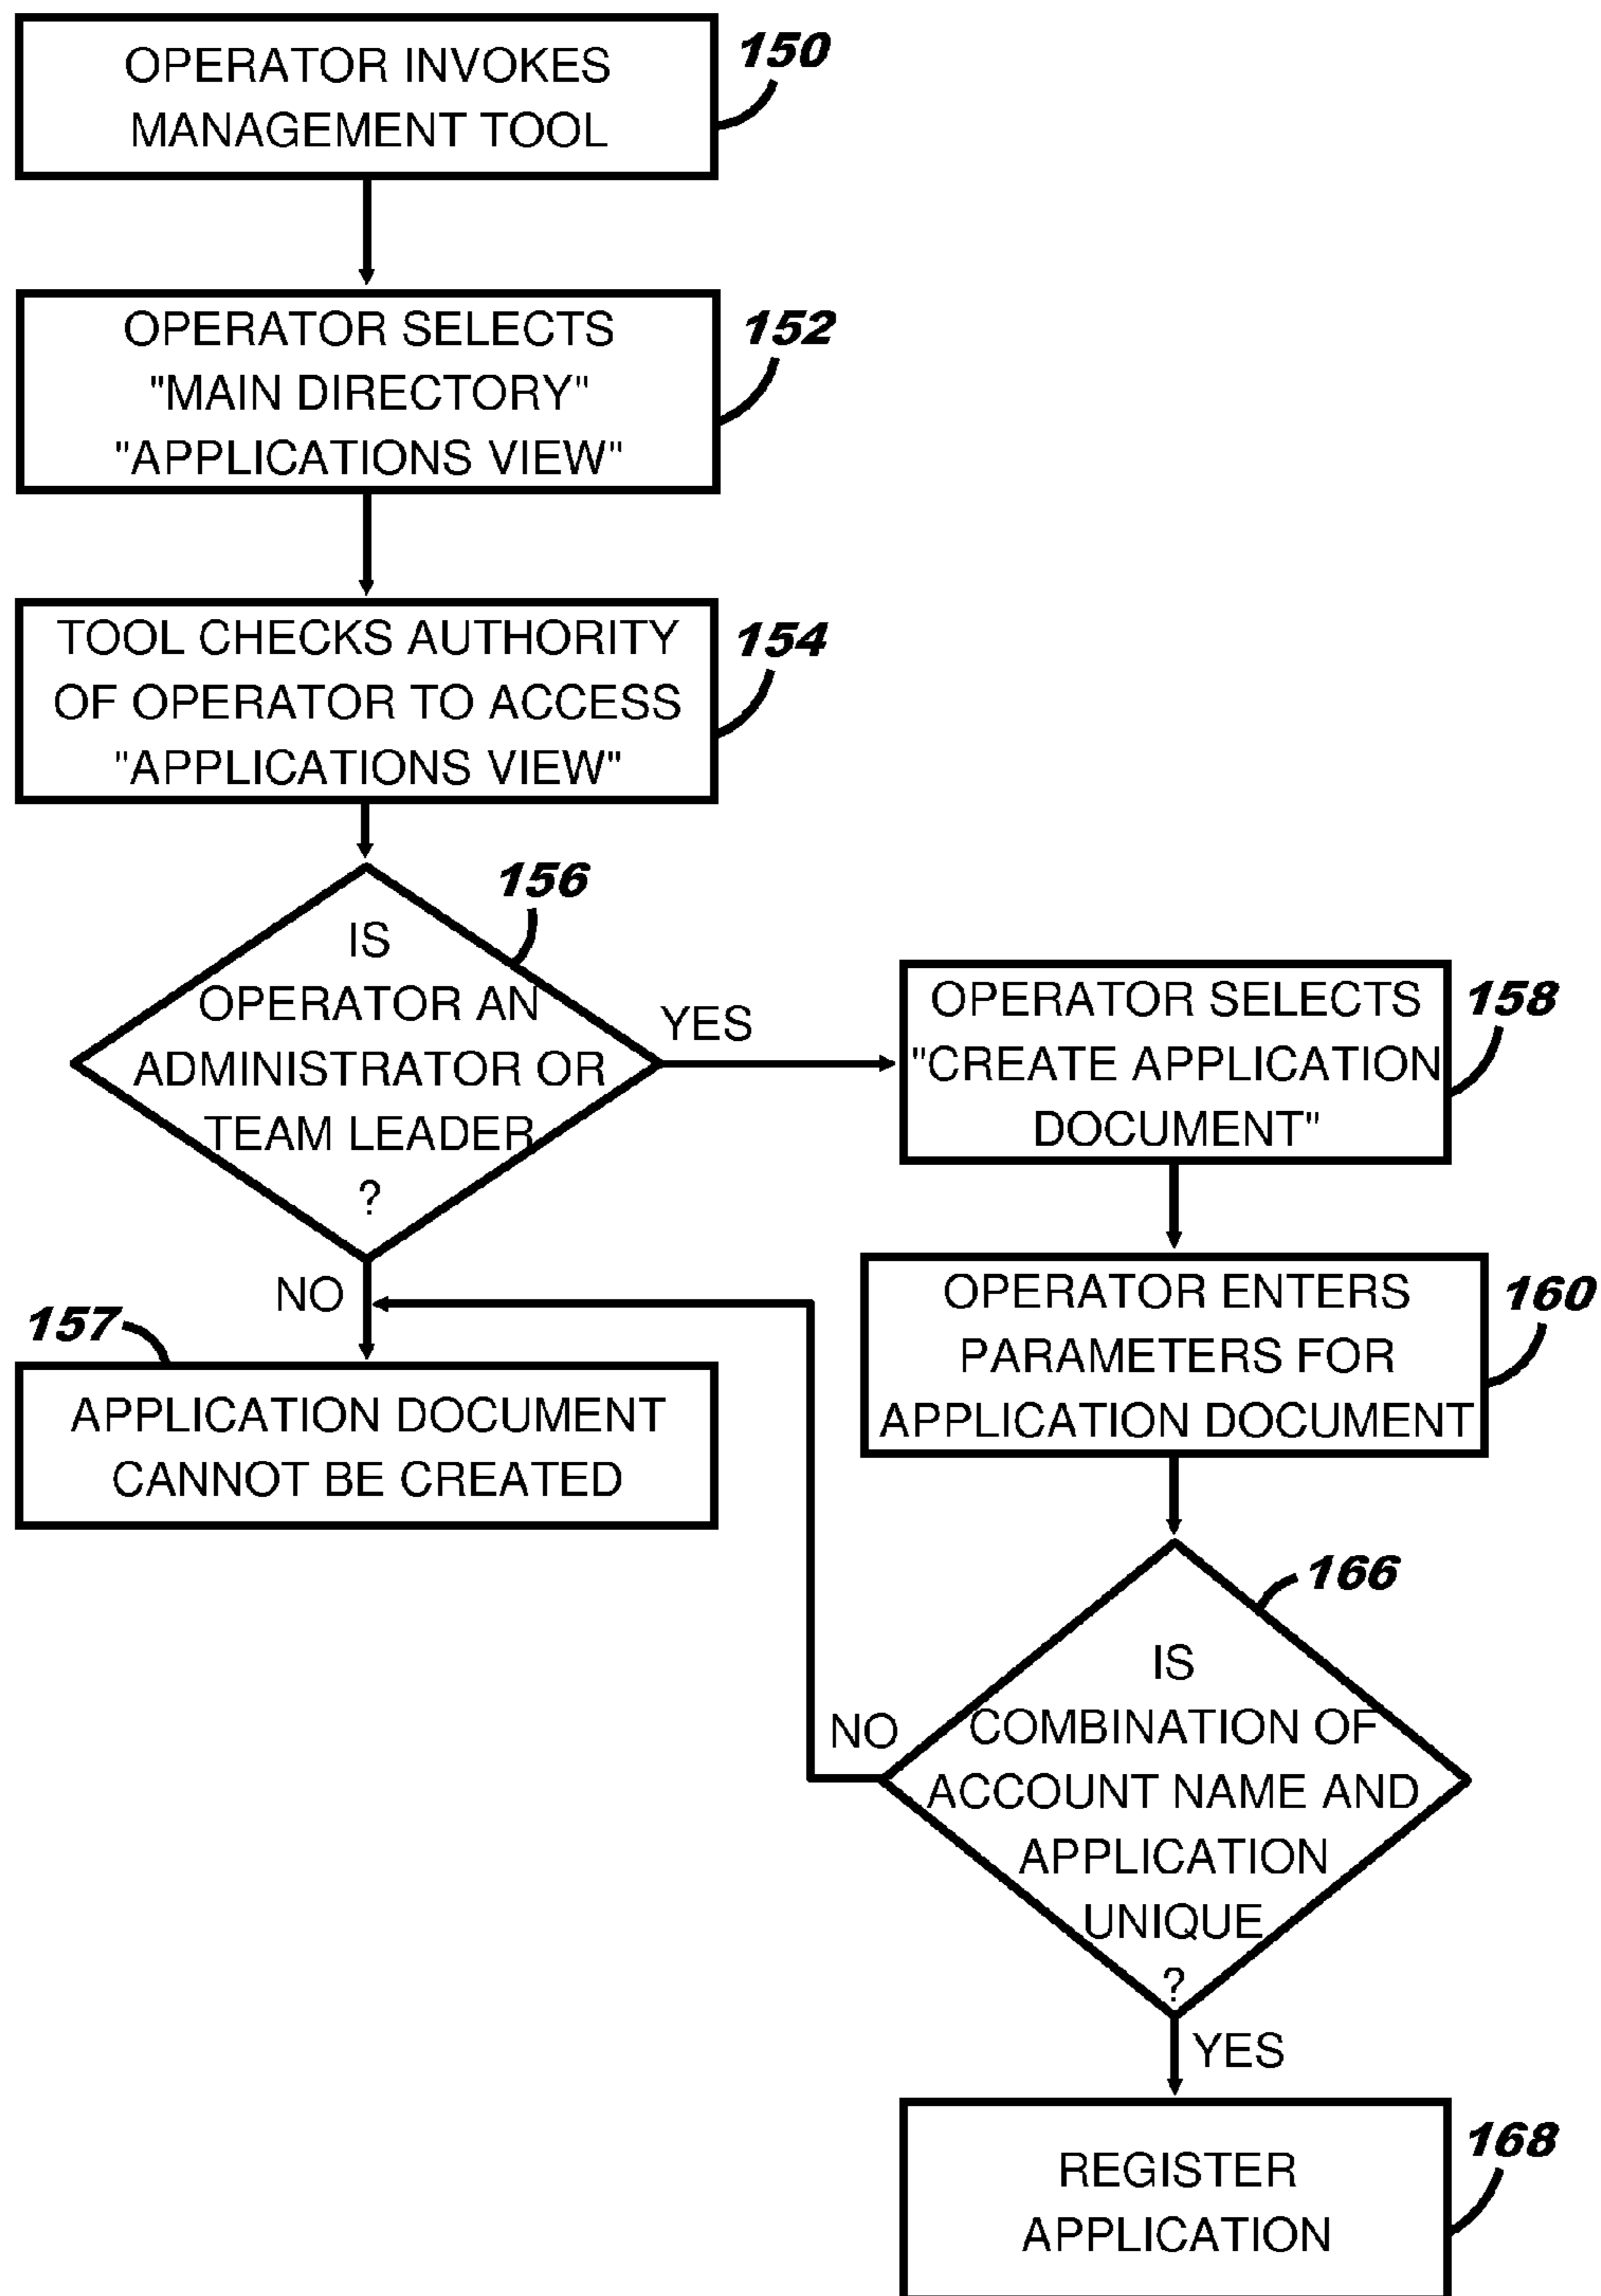 OPERATOR INVOKES
MANAGEMENT TOOL
150
OPERATOR SELECTS
"MAIN DIRECTORY"
"APPLICATIONS VIEW"
152
TOOL CHECKS AUTHORITY
OF OPERATOR TO ACCESS
"APPLICATIONS VIEW"
154
IS
OPERATOR AN
ADMINISTRATOR OR
TEAM LEADER
?
156
YES
NO
157
APPLICATION DOCUMENT
CANNOT BE CREATED
OPERATOR SELECTS
"CREATE APPLICATION
DOCUMENT"
158
OPERATOR ENTERS
PARAMETERS FOR
APPLICATION DOCUMENT
160
IS
COMBINATION OF
ACCOUNT NAME AND
APPLICATION
UNIQUE
?
166
NO
YES
REGISTER
APPLICATION
168